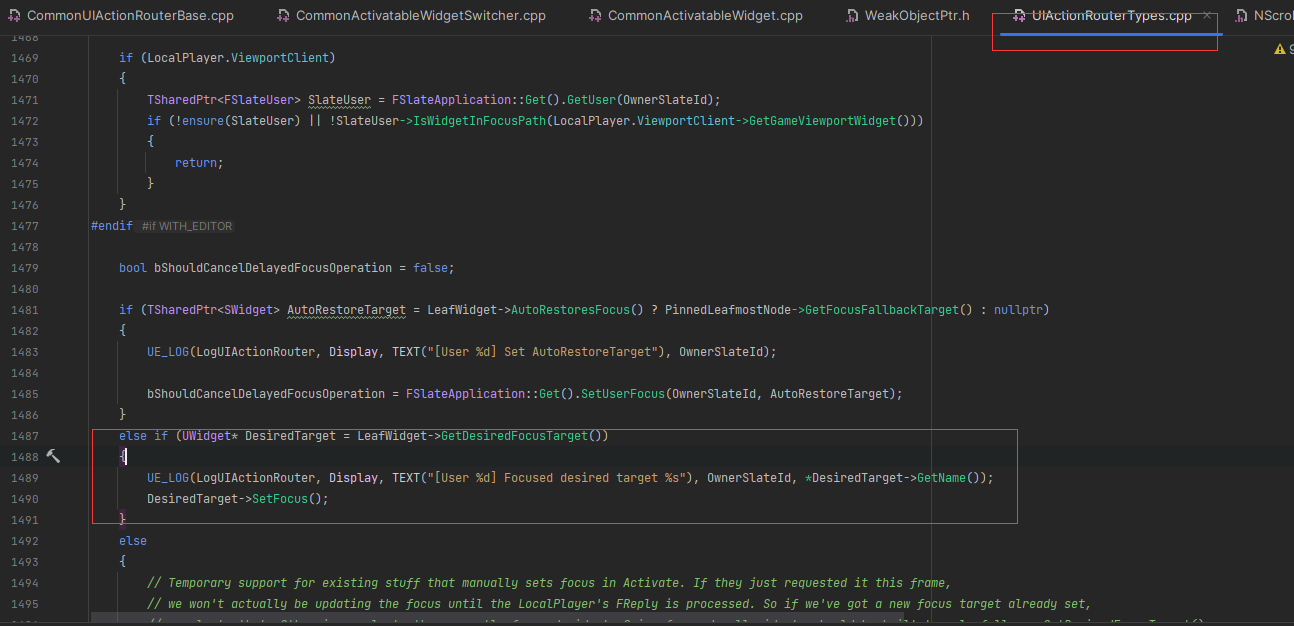 CommonUIActionRouterBase.cpp CommonActivatableWidgetSwitcher.cpp CommonActivatableWidget.cpp WeakObjectPtr.h UIActionRouterTypes.cpp × NScrol
1468
1469 if (LocalPlayer.ViewportClient)
1470 {
1471 TSharedPtr<FSlateUser> SlateUser = FSlateApplication::Get().GetUser(OwnerSlateId);
1472 if (!ensure(SlateUser) || !SlateUser->IsWidgetInFocusPath(LocalPlayer.ViewportClient->GetGameViewportWidget()))
1473 {
1474 return;
1475 }
1476 }
1477 #endif #if WITH_EDITOR
1478
1479 bool bShouldCancelDelayedFocusOperation = false;
1480
1481 if (TSharedPtr<SWidget> AutoRestoreTarget = LeafWidget->AutoRestoresFocus() ? PinnedLeafmostNode->GetFocusFallbackTarget() : nullptr)
1482 {
1483 UE_LOG(LogUIActionRouter, Display, TEXT("[User %d] Set AutoRestoreTarget"), OwnerSlateId);
1484
1485 bShouldCancelDelayedFocusOperation = FSlateApplication::Get().SetUserFocus(OwnerSlateId, AutoRestoreTarget);
1486 }
1487 else if (UWidget* DesiredTarget = LeafWidget->GetDesiredFocusTarget())
1488 {
1489 UE_LOG(LogUIActionRouter, Display, TEXT("[User %d] Focused desired target %s"), OwnerSlateId, *DesiredTarget->GetName());
1490 DesiredTarget->SetFocus();
1491 }
1492 else
1493 {
1494 // Temporary support for existing stuff that manually sets focus in Activate. If they just requested it this frame,
1495 // we won't actually be updating the focus until the LocalPlayer's FReply is processed. So if we've got a new focus target already set,